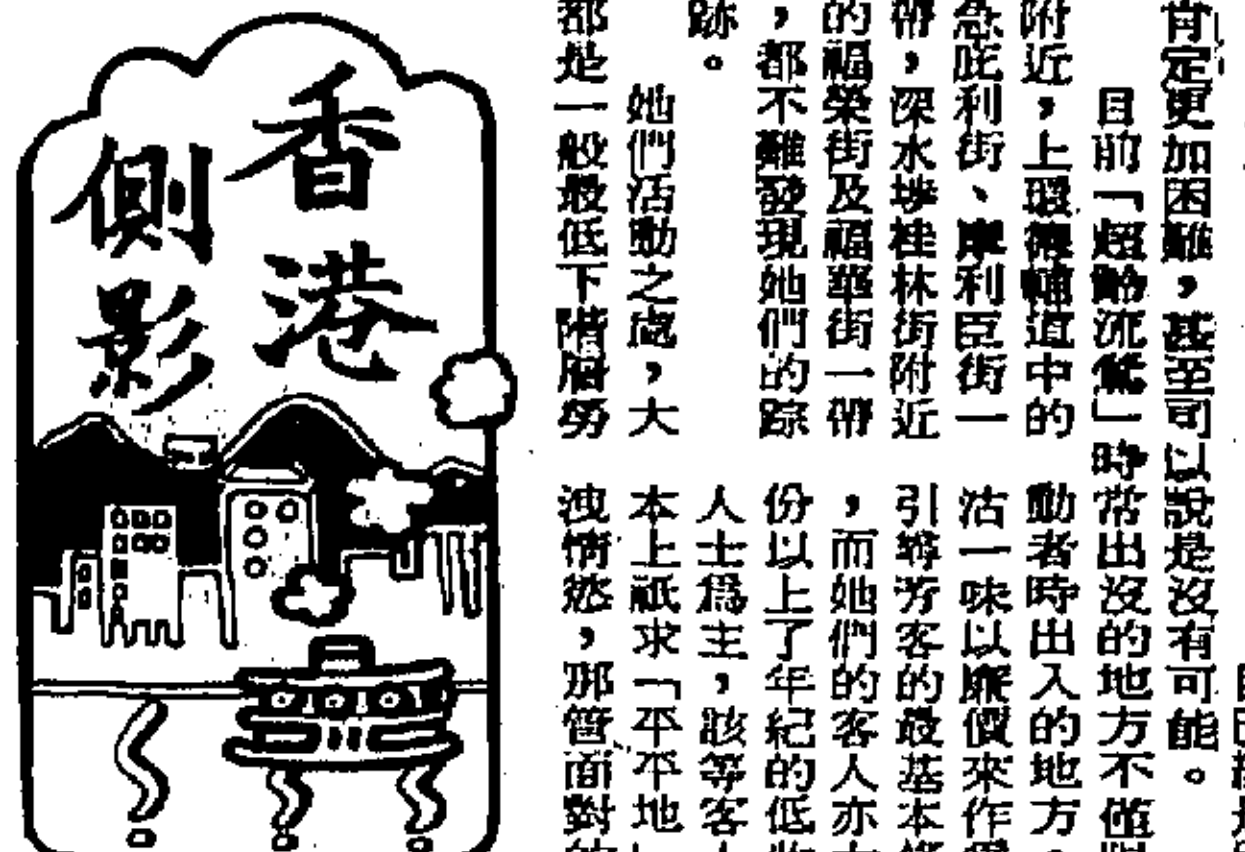 肯定更加困難，甚至可以說是沒有可能。
目前「超齡流鶯」時常出沒的地方不僅
附近，上環德輔道中的
急庇利街、摩利臣街一
帶，深水埗桂林街附近
的福榮街及福華街一帶
，都不難發現她們的踪
跡。
她們活動之處，大
都是一般最低下階層勞
動者時出入的地方。
沽一味以廉價來作
引尋芳客的最基本
，而她們的客人亦
份以上了年紀的低
人士為主，該等客
本上祇求「平平地
洩情慾，那管面對的
香港
側影